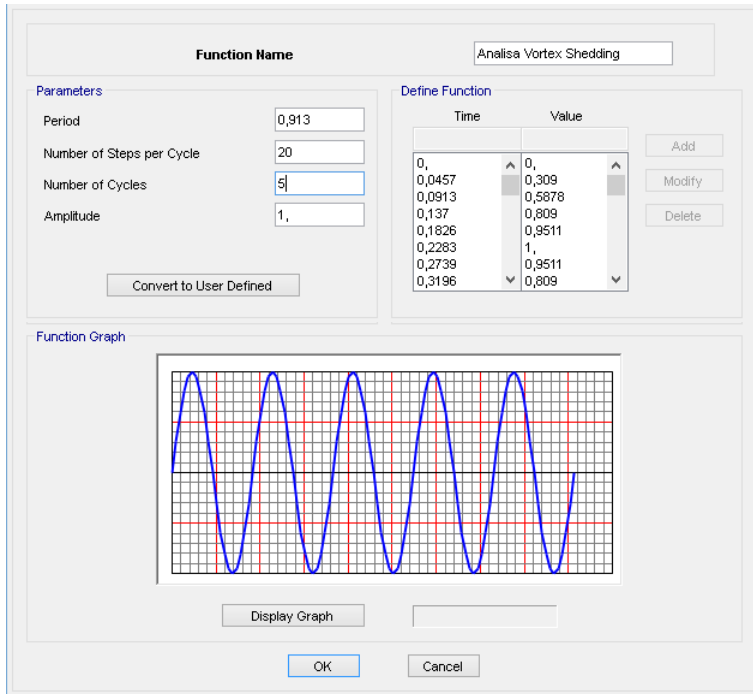 Function Name
Analisa Vortex Shedding
Parameters
Period
0,913
Number of Steps per Cycle
20
Number of Cycles
5
Amplitude
1,
Convert to User Defined
Define Function
Time Value
0, 0,
0,0457 0,309
0,0913 0,5878
0,137 0,809
0,1826 0,9511
0,2283 1,
0,2739 0,9511
0,3196 0,809
Add
Modify
Delete
Function Graph
Display Graph
OK Cancel